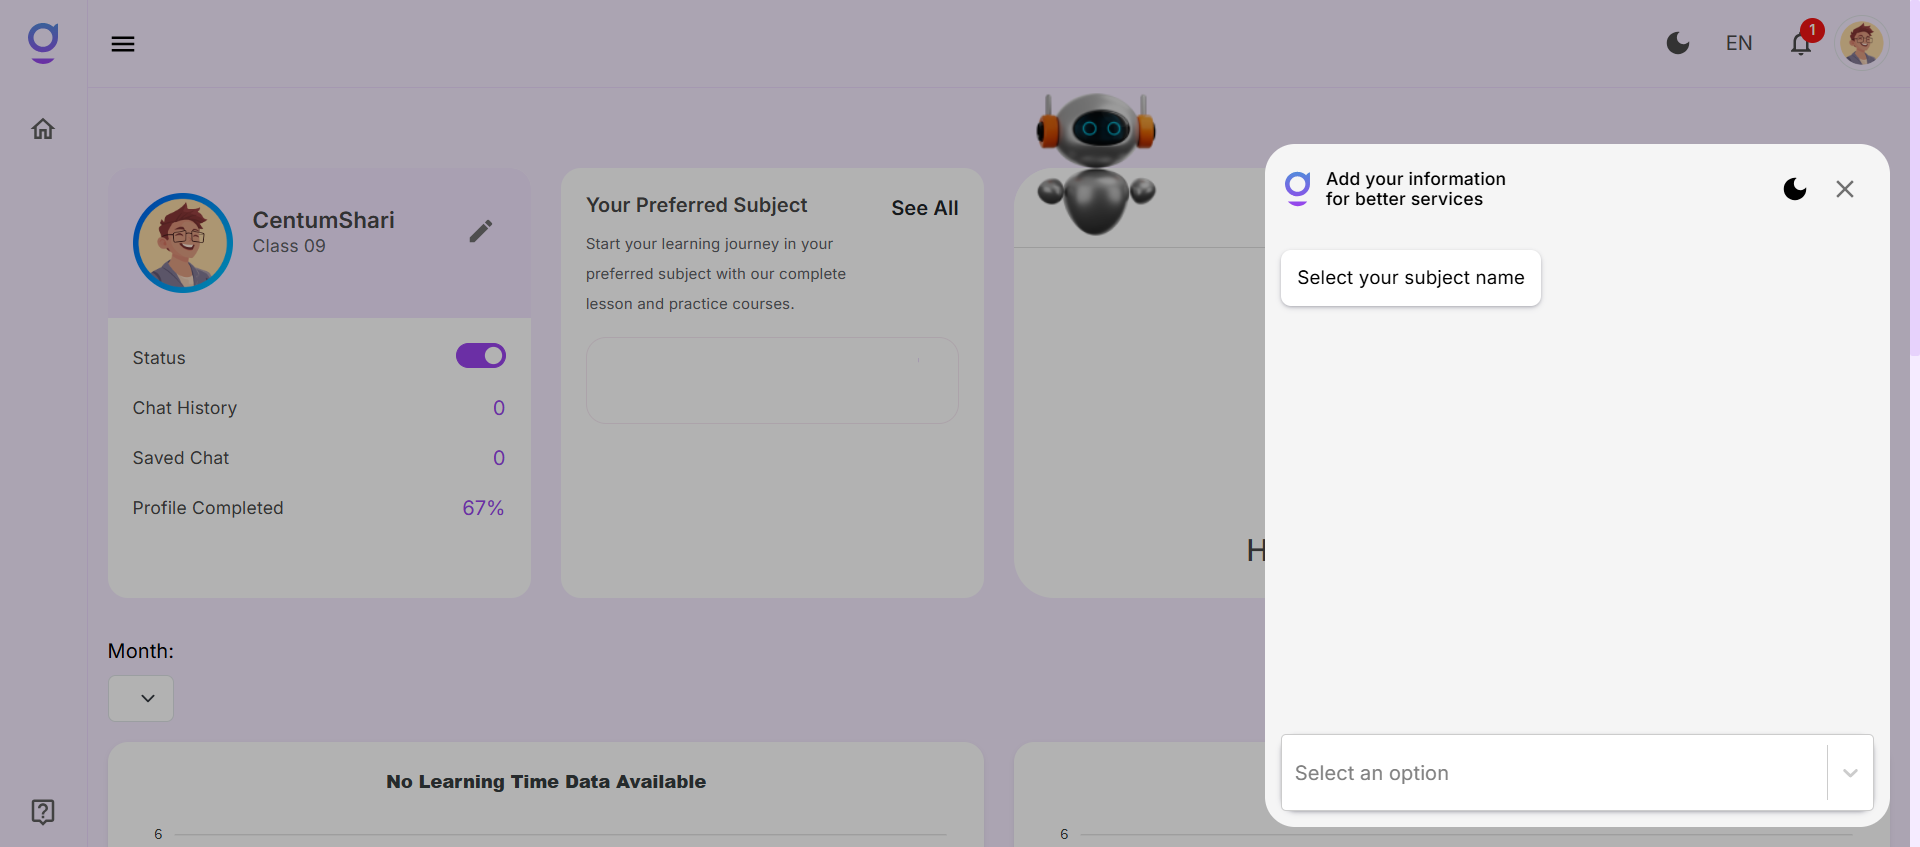 EN
1
CentumShari
Class 09
Status
Chat History 0
Saved Chat 0
Profile Completed 67%
Your Preferred Subject
See All
Start your learning journey in your
preferred subject with our complete
lesson and practice courses.
H
Add your information
for better services
Select your subject name
Select an option
Month:
No Learning Time Data Available
6
6